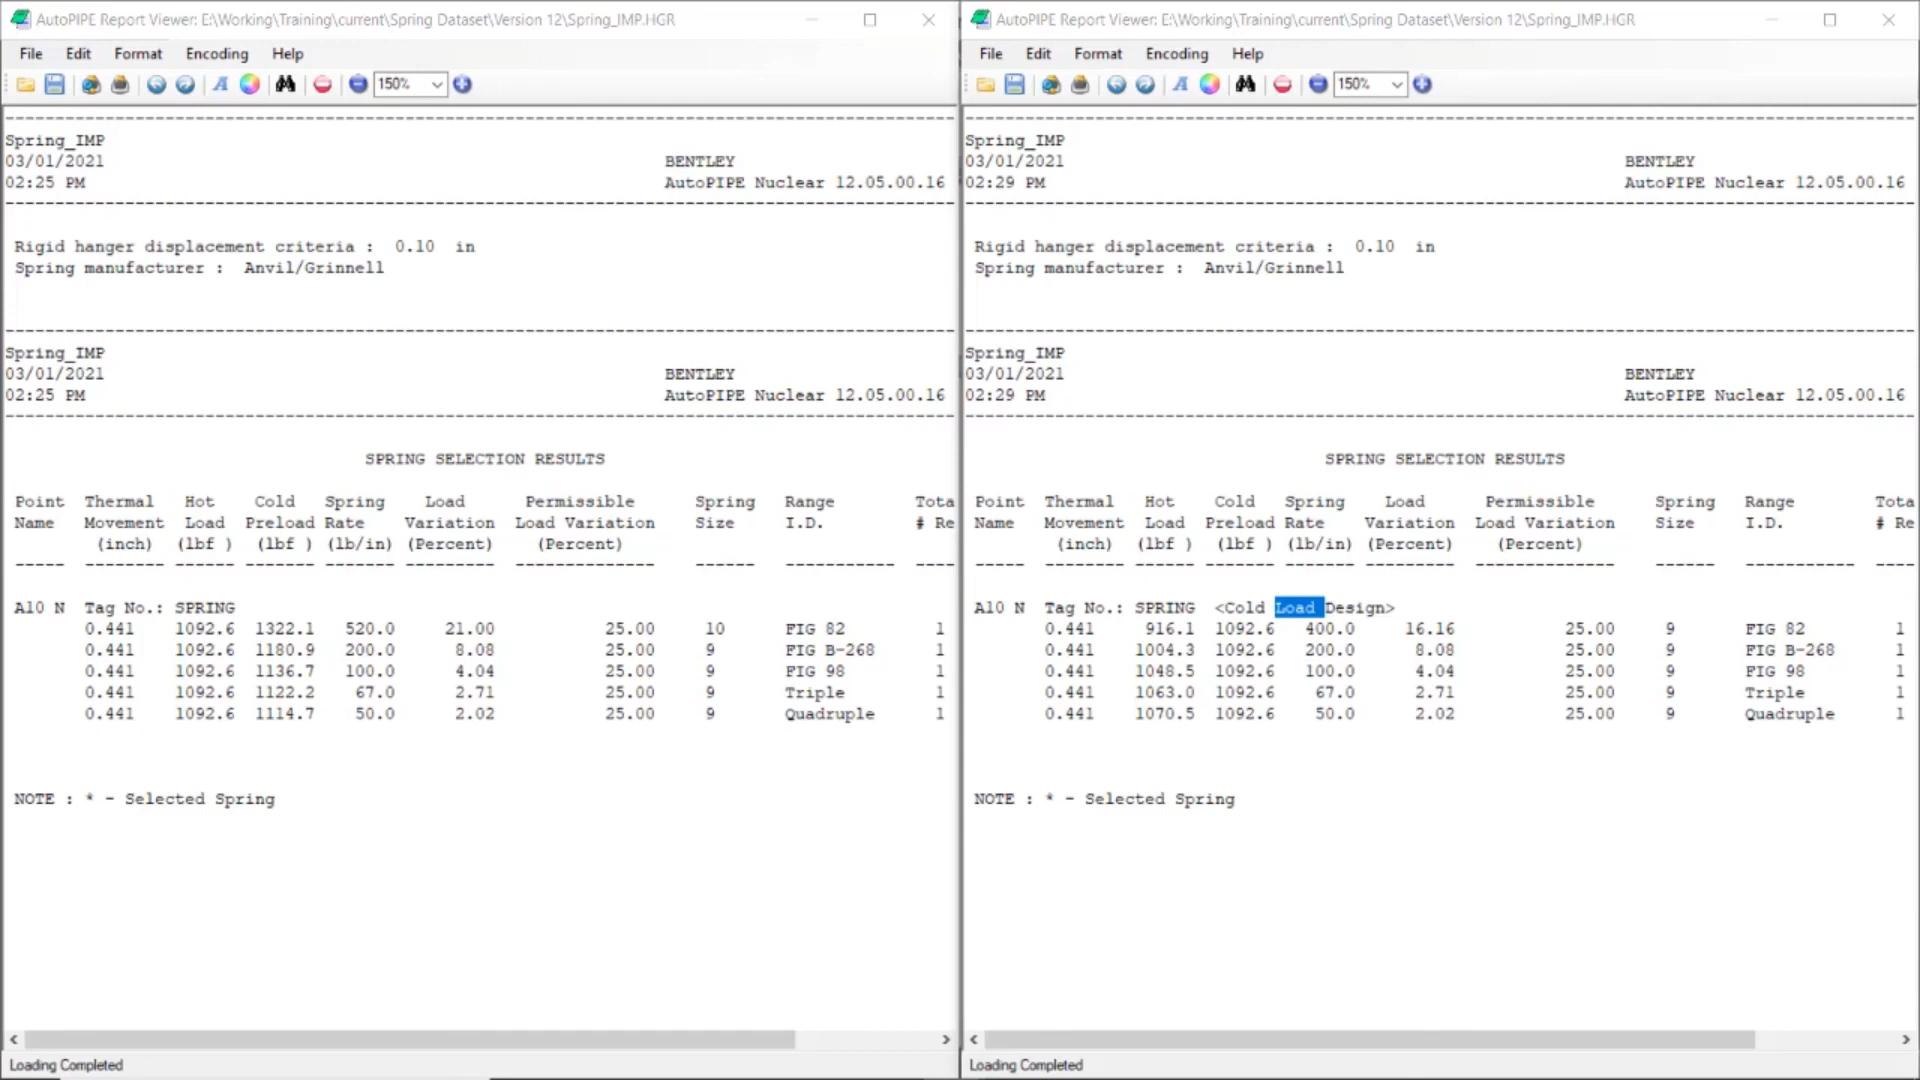 AutoPIPE Report Viewer: E:\Working\Training\current\Spring Dataset\Version 12\Spring_IMP.HGR
File Edit Format Encoding Help
150%
Spring_IMP
03/01/2021 BENTLEY
02:25 PM AutoPIPE Nuclear 12.05.00.16
Rigid hanger displacement criteria : 0.10 in
Spring manufacturer : Anvil/Grinnell
Spring_IMP
03/01/2021 BENTLEY
02:25 PM AutoPIPE Nuclear 12.05.00.16
SPRING SELECTION RESULTS
Point Thermal Hot Cold Spring Load Permissible Spring Range Tota
Name Movement Load Preload Rate Variation Load Variation Size I.D. # Re
(inch) (lbf ) (lbf ) (lb/in) (Percent) (Percent)
A10 N Tag No.: SPRING
0.441 1092.6 1322.1 520.0 21.00 25.00 10 FIG 82 1
0.441 1092.6 1180.9 200.0 8.08 25.00 9 FIG B-268 1
0.441 1092.6 1136.7 100.0 4.04 25.00 9 FIG 98 1
0.441 1092.6 1122.2 67.0 2.71 25.00 9 Triple 1
0.441 1092.6 1114.7 50.0 2.02 25.00 9 Quadruple 1
NOTE : * - Selected Spring
Loading Completed
AutoPIPE Report Viewer: E:\Working\Training\current\Spring Dataset\Version 12\Spring_IMP.HGR
File Edit Format Encoding Help
150%
Spring_IMP
03/01/2021 BENTLEY
02:29 PM AutoPIPE Nuclear 12.05.00.16
Rigid hanger displacement criteria : 0.10 in
Spring manufacturer : Anvil/Grinnell
Spring_IMP
03/01/2021 BENTLEY
02:29 PM AutoPIPE Nuclear 12.05.00.16
SPRING SELECTION RESULTS
Point Thermal Hot Cold Spring Load Permissible Spring Range Tota
Name Movement Load Preload Rate Variation Load Variation Size I.D. # Re
(inch) (lbf ) (lbf ) (lb/in) (Percent) (Percent)
A10 N Tag No.: SPRING <Cold Load Design>
0.441 916.1 1092.6 400.0 16.16 25.00 9 FIG 82 1
0.441 1004.3 1092.6 200.0 8.08 25.00 9 FIG B-268 1
0.441 1048.5 1092.6 100.0 4.04 25.00 9 FIG 98 1
0.441 1063.0 1092.6 67.0 2.71 25.00 9 Triple 1
0.441 1070.5 1092.6 50.0 2.02 25.00 9 Quadruple 1
NOTE : * - Selected Spring
Loading Completed